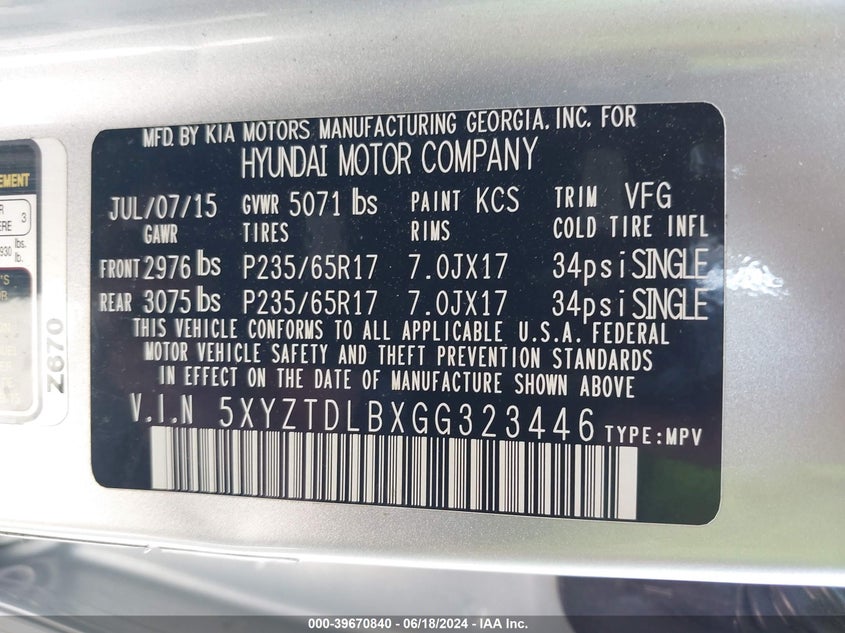 MFD. BY KIA MOTORS MANUFACTURING GEORGIA, INC. FOR
HYUNDAI MOTOR COMPANY
JUL/07/15 GVWR 5071 lbs PAINT KCS TRIM VFG
GAWR TIRES RIMS COLD TIRE INFL
FRONT 2976 lbs P235/65R17 7.0JX17 34psi SINGLE
REAR 3075 lbs P235/65R17 7.0JX17 34psi SINGLE
THIS VEHICLE CONFORMS TO ALL APPLICABLE U.S.A. FEDERAL
MOTOR VEHICLE SAFETY AND THEFT PREVENTION STANDARDS
IN EFFECT ON THE DATE OF MANUFACTURE SHOWN ABOVE
V.I.N 5XYZTDLBXGG323446 TYPE:MPV
3
930 lbs.
lb.
Z670
000-39670840 - 06/18/2024 - IAA Inc.